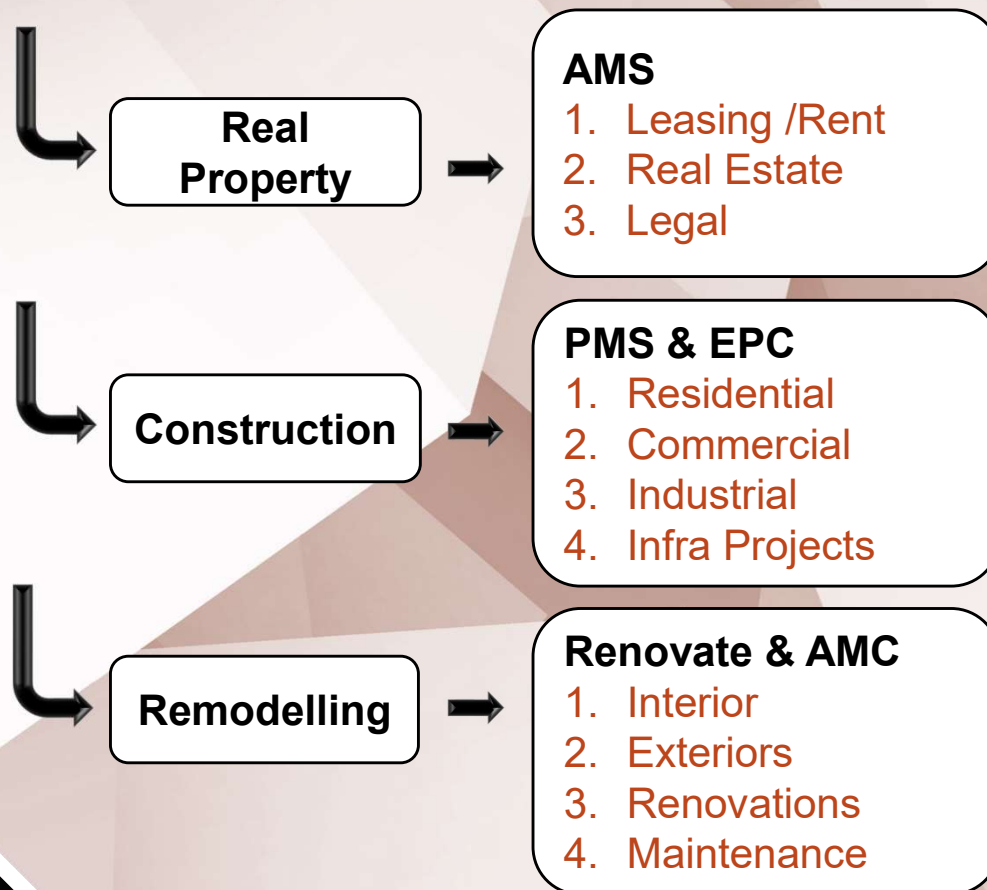 Real
Property
AMS
1. Leasing /Rent
2. Real Estate
3. Legal
Construction
PMS & EPC
1. Residential
2. Commercial
3. Industrial
4. Infra Projects
Remodelling
Renovate & AMC
1. Interior
2. Exteriors
3. Renovations
4. Maintenance